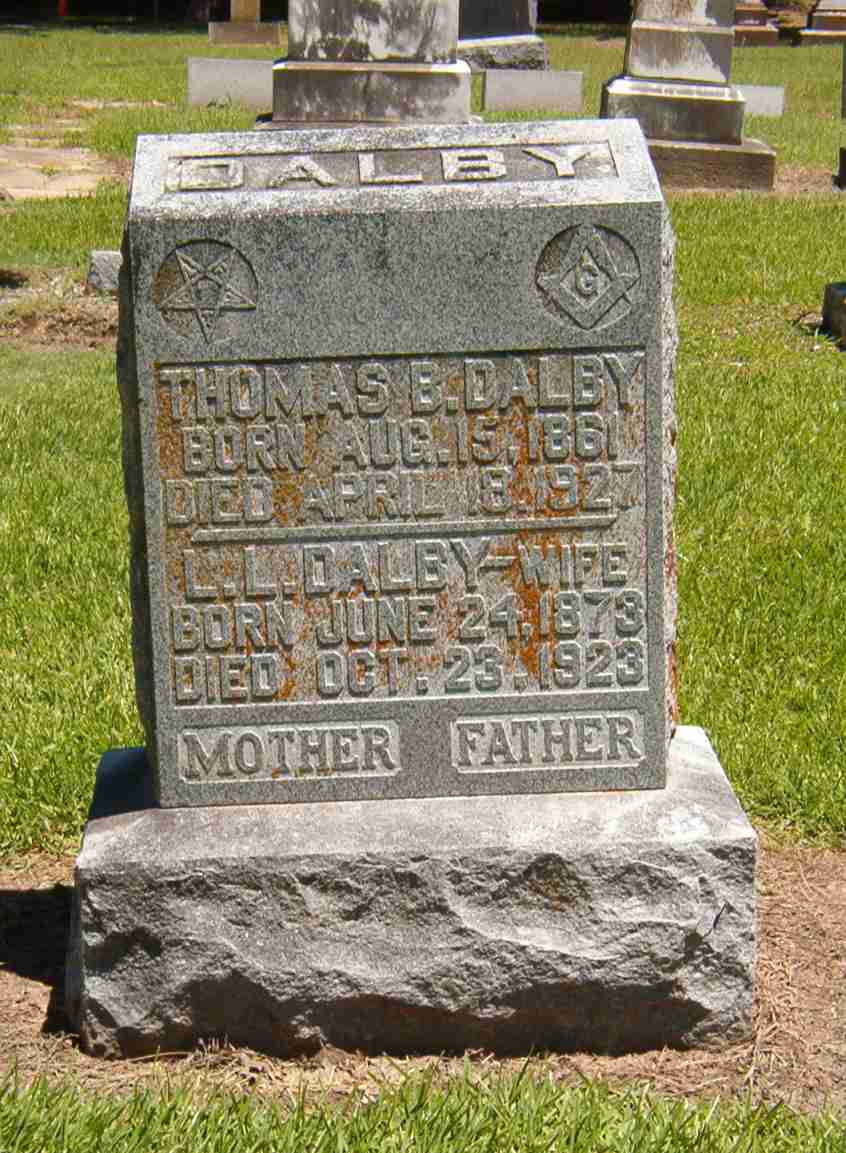 DALBY
G
THOMAS B. DALBY
BORN AUG. 15, 1861
DIED APRIL 18, 1927
L. L. DALBY-WIFE
BORN JUNE 24, 1873
DIED OCT. 23, 1923
MOTHER FATHER